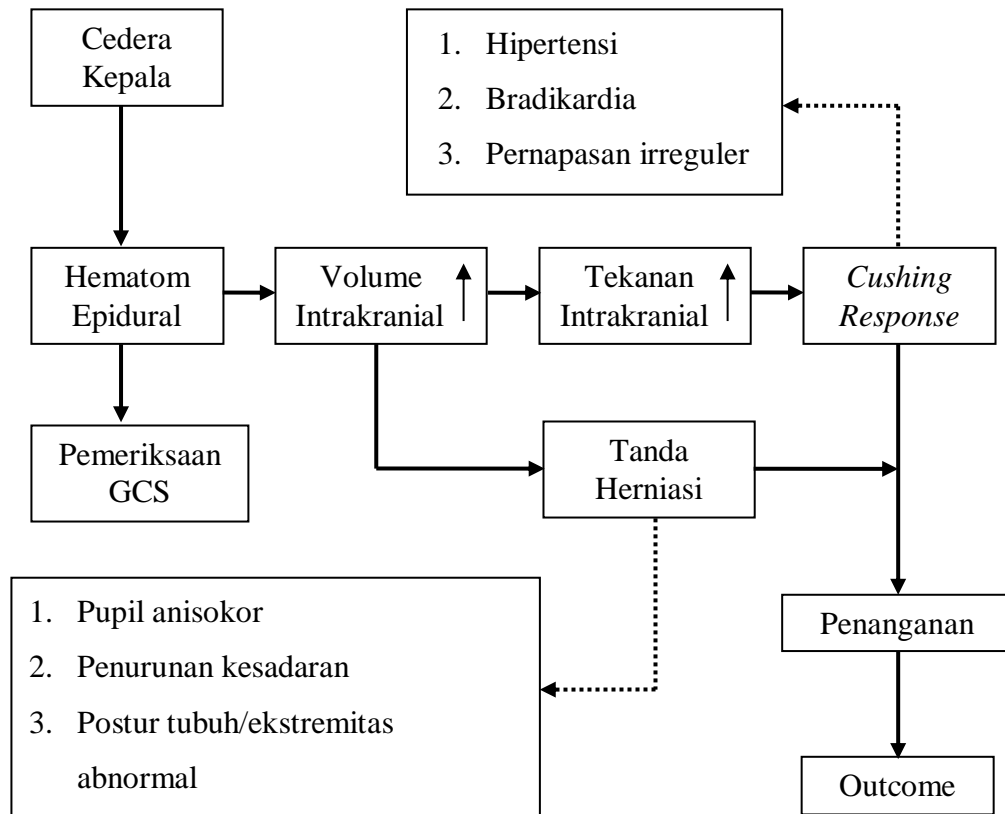 Cedera
Kepala
1. Hipertensi
2. Bradikardia
3. Pernapasan irreguler
Hematom
Epidural
Volume
Intrakranial
Tekanan
Intrakranial
Cushing
Response
Pemeriksaan
GCS
Tanda
Herniasi
1. Pupil anisokor
2. Penurunan kesadaran
3. Postur tubuh/ekstremitas
abnormal
Penanganan
Outcome